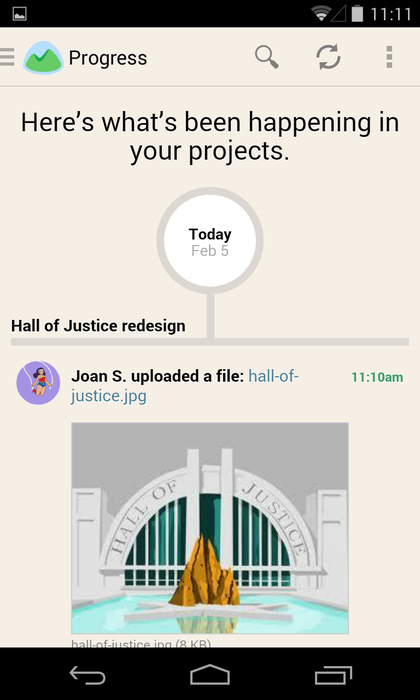 11:11
Progress
Here's what's been happening in
your projects.
Today
Feb 5
Hall of Justice redesign
Joan S. uploaded a file: hall-of-
justice.jpg
11:10am
HALL OF JUSTICE
hall-of-justice.jpg (8 KB)